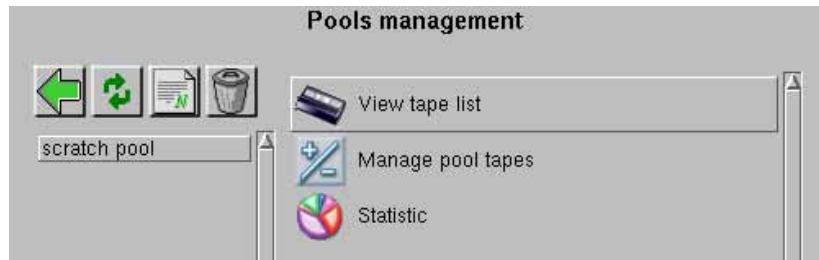 Pools management
N
scratch pool
View tape list
Manage pool tapes
Statistic